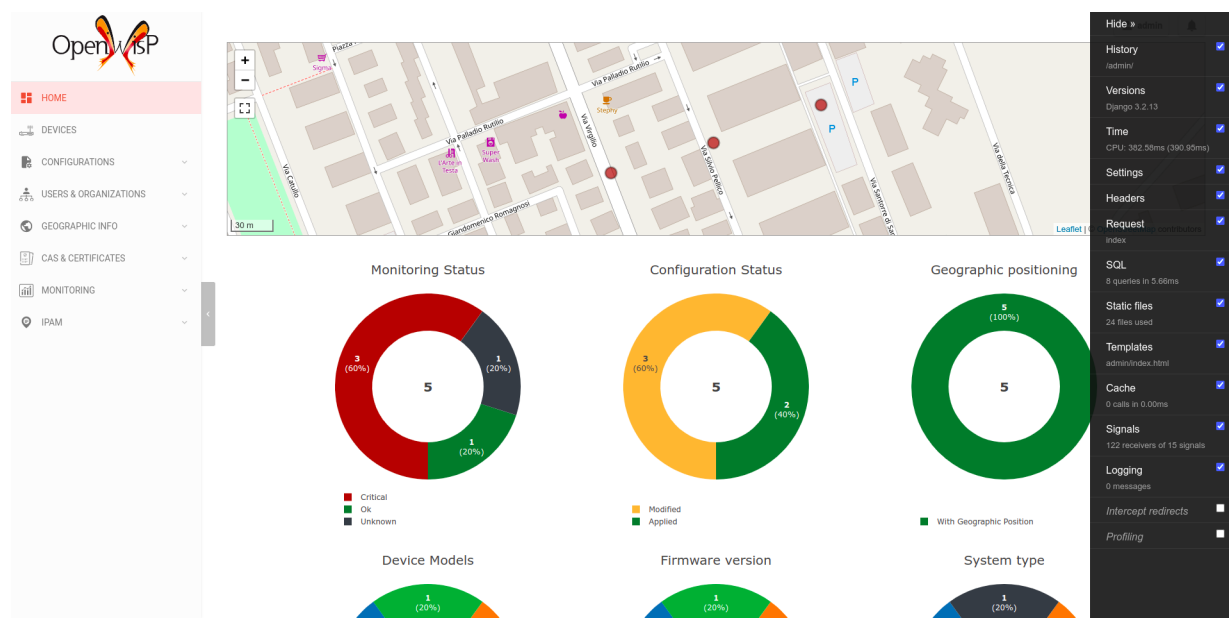 OpenWISP
HOME
DEVICES
CONFIGURATIONS
USERS & ORGANIZATIONS
GEOGRAPHIC INFO
CAS & CERTIFICATES
MONITORING
IPAM
+
−
Piazza
Sigma
Via Palladio Rutilio
Stephy
P
P
Via Palladio Rutilio
Via Virgilio
L'Arte in
Testa
Super
Wash
Via Catullo
Via Silvio Pellico
Via della Tecnica
Via Santorre di
Giandomenico Romagnosi
30 m
Leaflet | ©
contributors
Monitoring Status
3
(60%)
1
(20%)
5
1
(20%)
Critical
Ok
Unknown
Configuration Status
3
(60%)
5
2
(40%)
Modified
Applied
Geographic positioning
5
(100%)
5
With Geographic Position
Device Models
1
(20%)
Firmware version
1
(20%)
System type
1
(20%)
Hide »
History
/admin/
Versions
Django 3.2.13
Time
CPU: 382.58ms (390.95ms)
Settings
Headers
Request
index
SQL
8 queries in 5.66ms
Static files
24 files used
Templates
admin/index.html
Cache
0 calls in 0.00ms
Signals
122 receivers of 15 signals
Logging
0 messages
Intercept redirects
Profiling